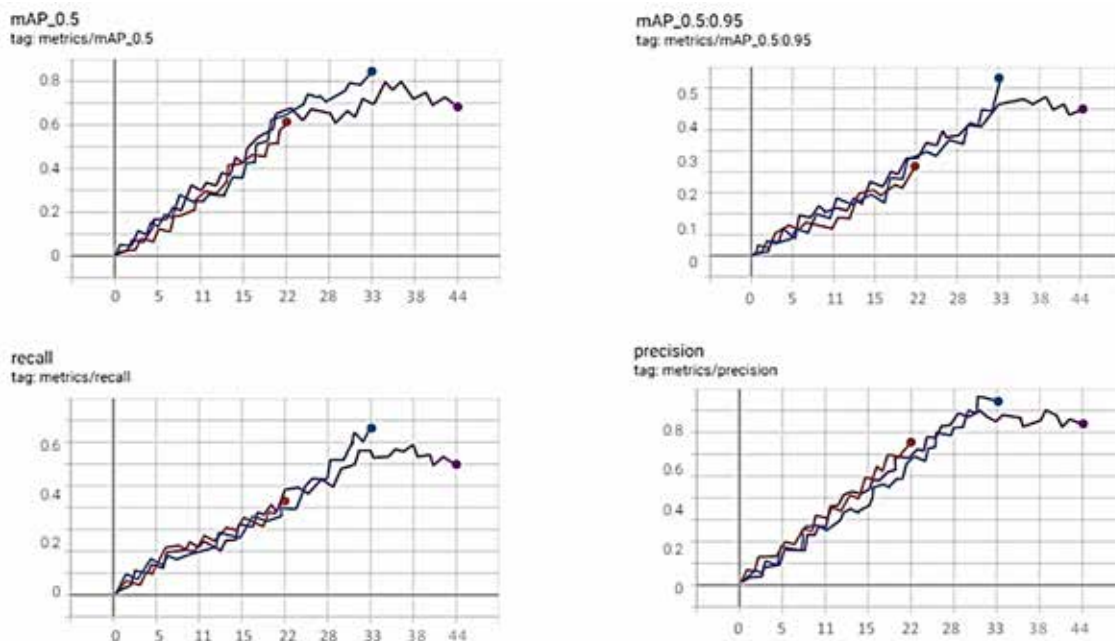 mAP_0.5
tag: metrics/mAP_0.5
0.8
0.6
0.4
0.2
0
0 5 11 15 22 28 33 38 44
mAP_0.5:0.95
tag: metrics/mAP_0.5:0.95
0.5
0.4
0.3
0.2
0.1
0
0 5 11 15 22 28 33 38 44
recall
tag: metrics/recall
0.6
0.4
0.2
0
0 5 11 15 22 28 33 38 44
precision
tag: metrics/precision
0.8
0.6
0.4
0.2
0
0 5 11 15 22 28 33 38 44